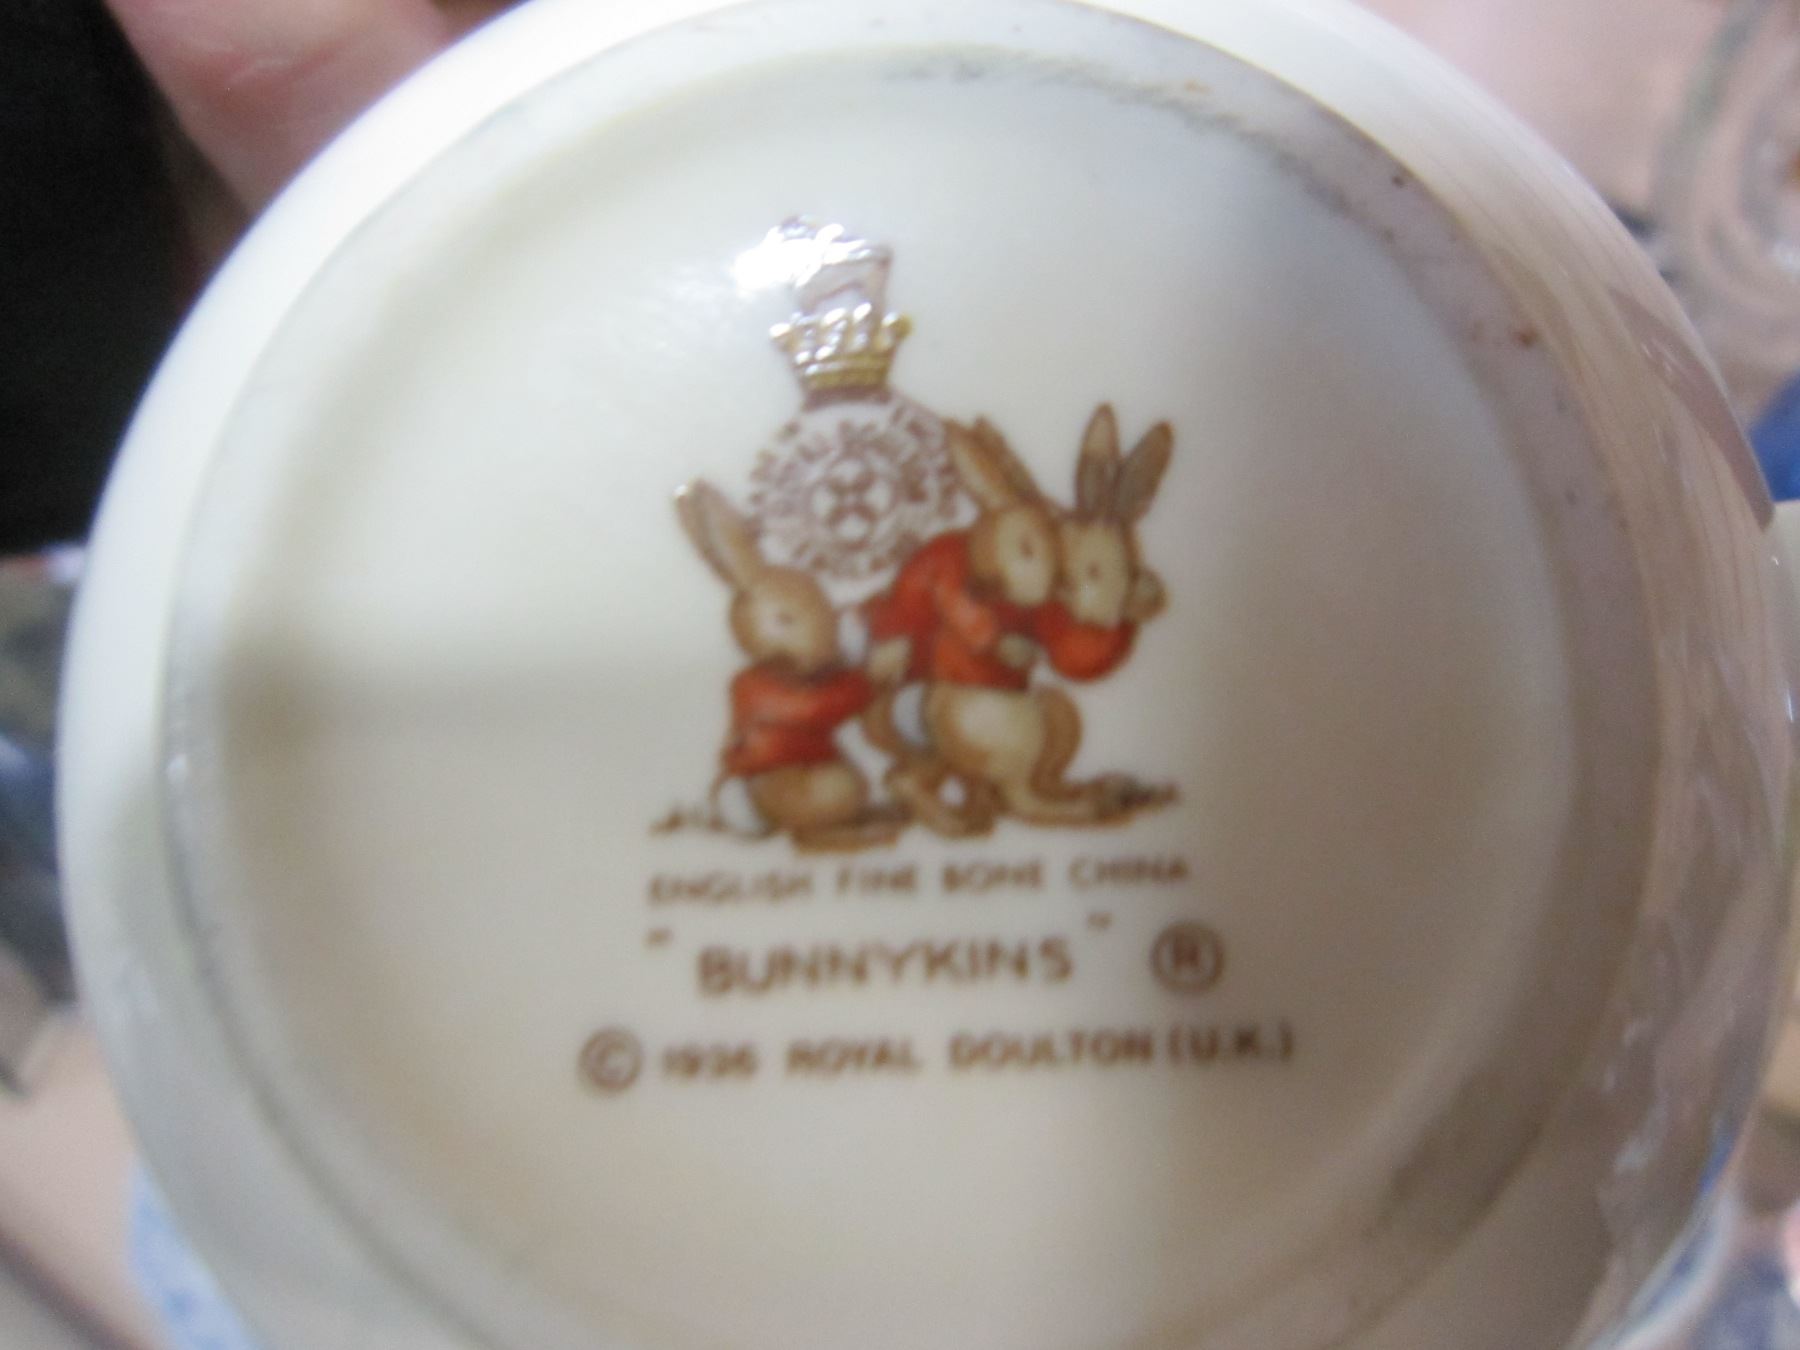 ENGLISH FINE BONE CHINA
"BUNNYKINS" ®
© 1936 ROYAL DOULTON (U.K.)